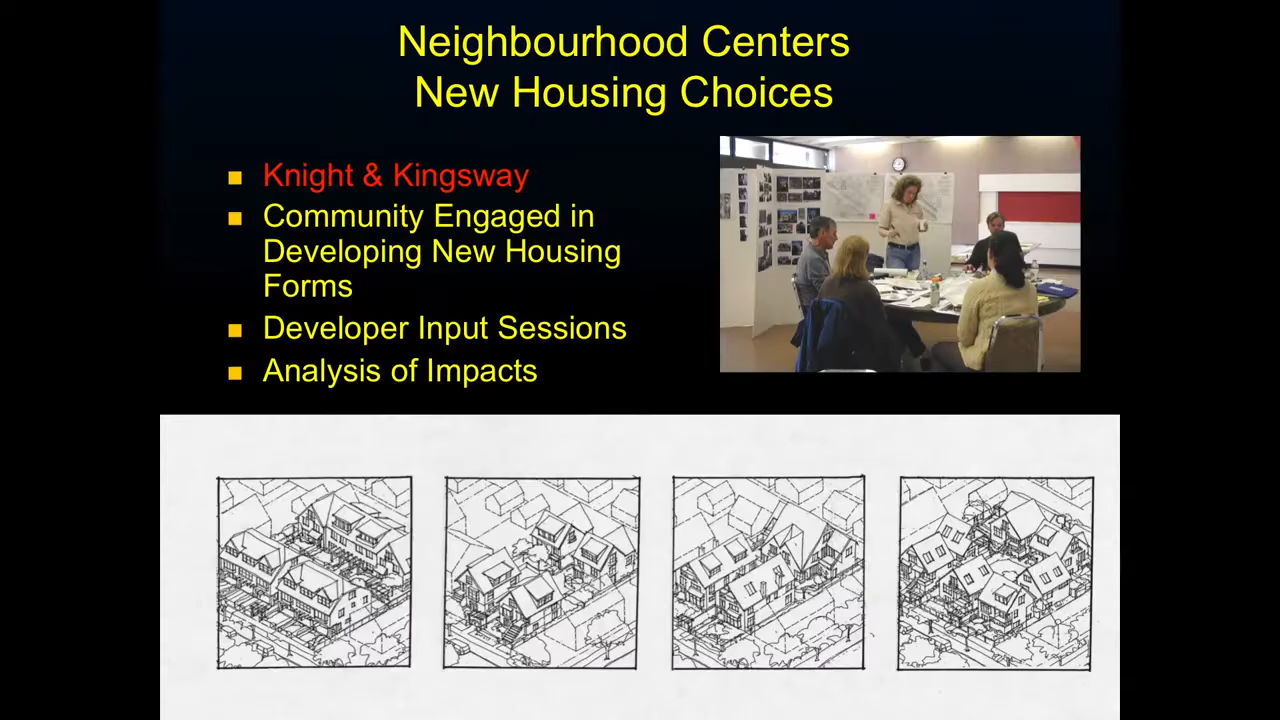 Neighbourhood Centers
New Housing Choices
Knight & Kingsway
Community Engaged in
Developing New Housing
Forms
Developer Input Sessions
Analysis of Impacts